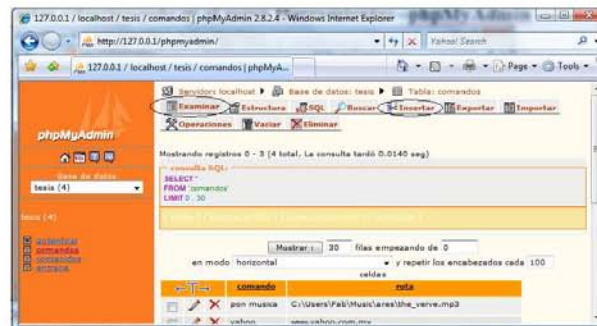 127.0.0.1 / localhost / tesis / comandos | phpMyAdmin 2.8.2.4 - Windows Internet Explorer
http://127.0.0.1/phpmyadmin/
Yahoo! Search
127.0.0.1 / localhost / tesis / comandos | phpMyA...
Page
Tools
Servidor: localhost
Base de datos: tesis
Tabla: comandos
Examinar
Estructura
SQL
Buscar
Insertar
Exportar
Importar
Operaciones
Vaciar
Eliminar
phpMyAdmin
Base de datos
tesis (4)
tesis (4)
autentificar
comandos
contenidos
entrena
Mostrando registros 0 - 3 (4 total, La consulta tardó 0.0140 seg)
consulta SQL:
SELECT *
FROM `comandos`
LIMIT 0 , 30
Mostrar : 30 filas empezando de 0
en modo horizontal y repetir los encabezados cada 100
celdas
←T→ comando ruta
pon musica C:\Users\Fab\Music\ares\the_verve.mp3
yahoo www.yahoo.com.mx